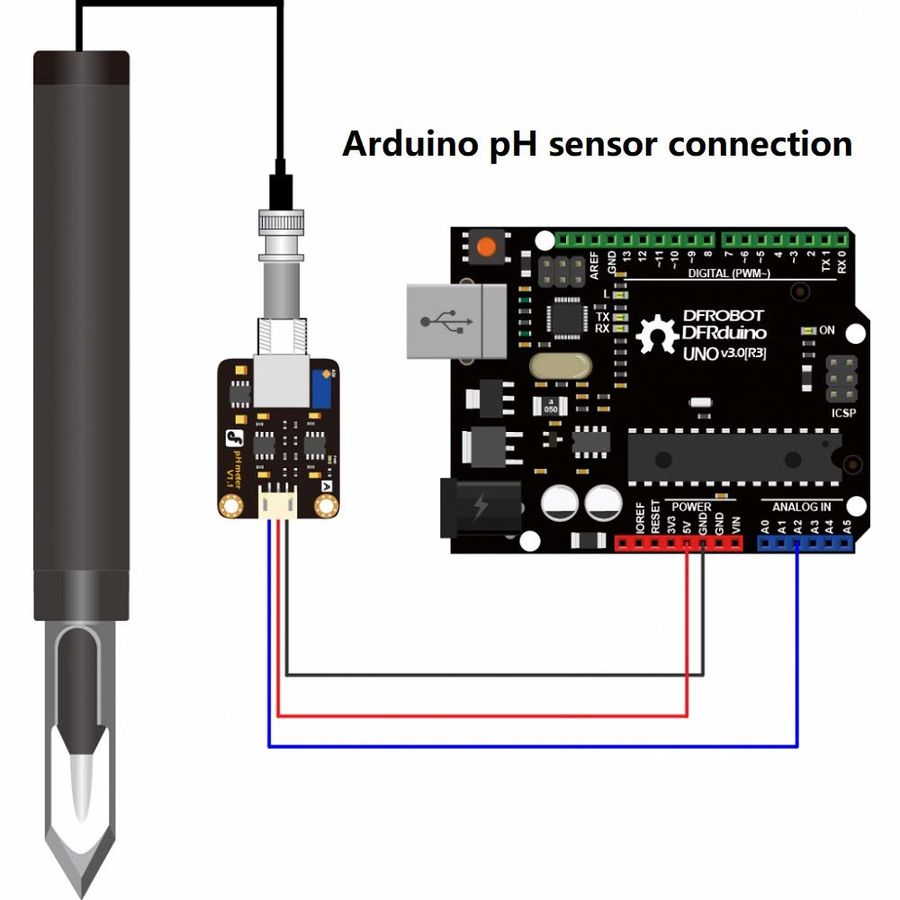 Arduino pH sensor connection
AREF
GND
13
12
~11
~10
~9
8
7
~6
~5
4
~3
2
TX 1
RX 0
DIGITAL (PWM~)
L
TX
RX
DFROBOT
DFRduino
UNO v3.0[R3]
ON
ICSP
a
050
pH meter
V1.1
A
POWER
ANALOG IN
IOREF
RESET
3V3
5V
GND
GND
VIN
A0
A1
A2
A3
A4
A5